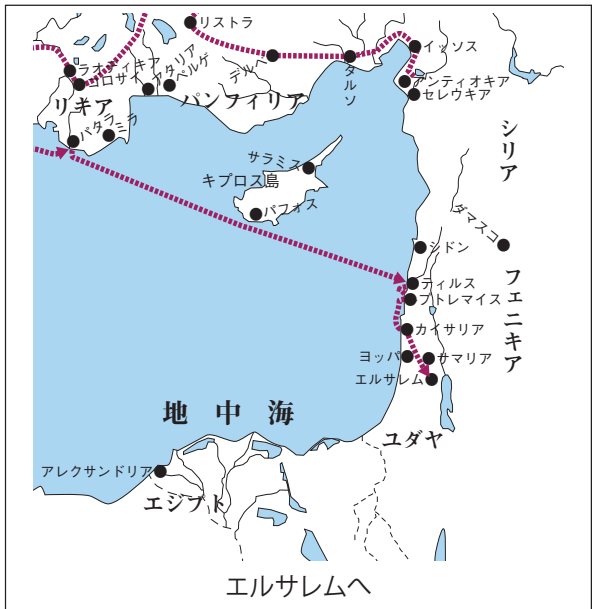 リストラ
イッソス
ラオディキア
コロサイ
アタリア
ペルゲ
デルベ
タルソ
アンティオキア
セレウキア
リキア
パンフィリア
パタラ
ミラ
シリア
サラミス
キプロス島
パフォス
ダマスコ
シドン
フェニキア
ティルス
プトレマイス
カイサリア
ヨッパ
サマリア
エルサレム
地中海
ユダヤ
アレクサンドリア
エジプト
エルサレムへ